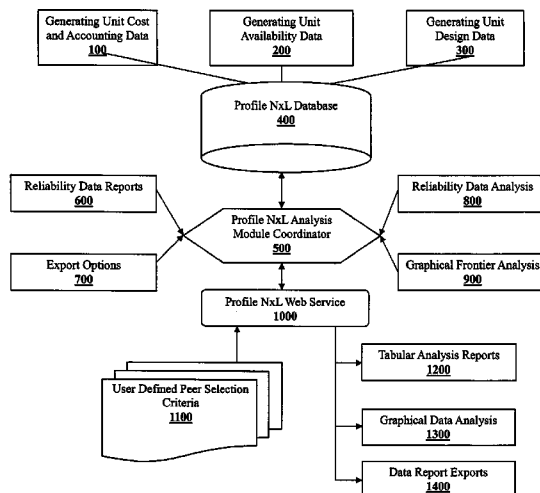 Generating Unit Cost
and Accounting Data
100
Generating Unit
Availability Data
200
Generating Unit
Design Data
300
Profile NxL Database
400
Reliability Data Reports
600
Reliability Data Analysis
800
Profile NxL Analysis
Module Coordinator
500
Export Options
700
Graphical Frontier Analysis
900
Profile NxL Web Service
1000
User Defined Peer Selection
Criteria
1100
Tabular Analysis Reports
1200
Graphical Data Analysis
1300
Data Report Exports
1400